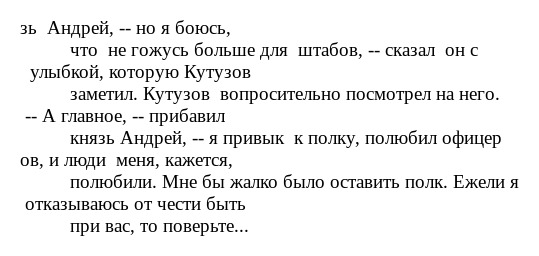 зь Андрей, -- но я боюсь,
что не гожусь больше для штабов, -- сказал он с
улыбкой, которую Кутузов
заметил. Кутузов вопросительно посмотрел на него.
-- А главное, -- прибавил
князь Андрей, -- я привык к полку, полюбил офицер
ов, и люди меня, кажется,
полюбили. Мне бы жалко было оставить полк. Ежели я
отказываюсь от чести быть
при вас, то поверьте...